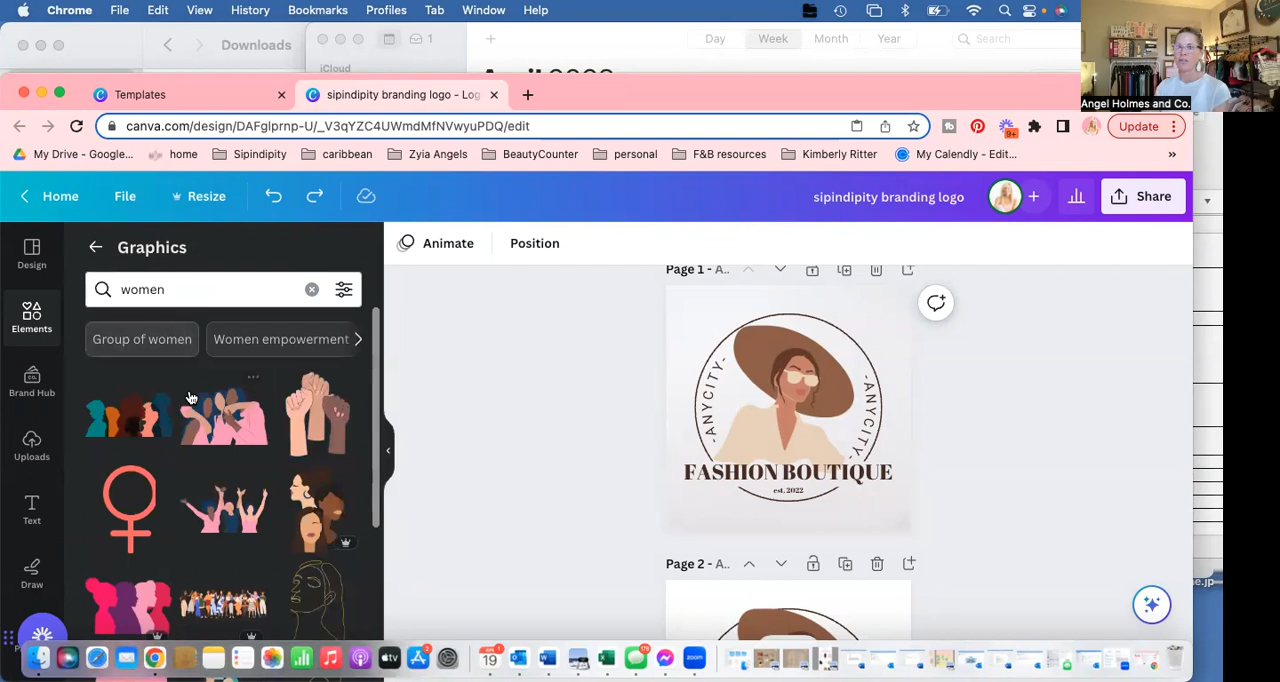 Chrome File Edit View History Bookmarks Profiles Tab Window Help
Downloads
1
Day Week Month Year
Search
iCloud
Angel Holmes and Co.
Templates
sipindipity branding logo - Log
canva.com/design/DAFglprnp-U/_V3qYZC4UWmdMfNVwyuPDQ/edit
9+
Update
My Drive - Google...
home
Sipindipity
caribbean
Zyia Angels
BeautyCounter
personal
F&B resources
Kimberly Ritter
My Calendly - Edit...
»
Home
File
Resize
sipindipity branding logo
Share
Design
Elements
Brand Hub
Uploads
Text
Draw
Graphics
women
Group of women
Women empowerment
Animate
Position
Page 1 - A..
-ANYCITY-
-ANYCITY-
FASHION BOUTIQUE
est. 2022
Page 2 - A..
19